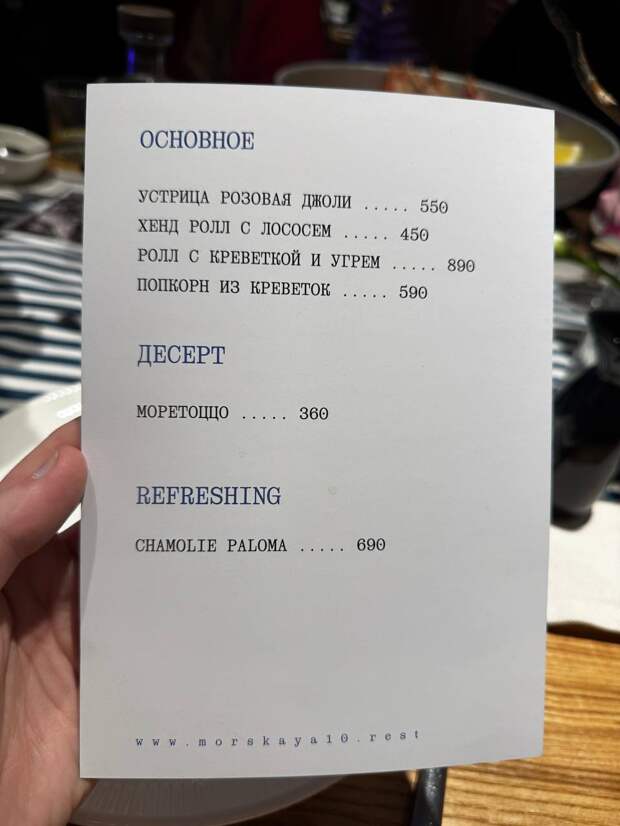 ОСНОВНОЕ
УСТРИЦА РОЗОВАЯ ДЖОЛИ ..... 550
ХЕНД РОЛЛ С ЛОСОСЕМ ..... 450
РОЛЛ С КРЕВЕТКОЙ И УГРЕМ ..... 890
ПОПКОРН ИЗ КРЕВЕТОК ..... 590
ДЕСЕРТ
МОРЕТОЦЦО ..... 360
REFRESHING
CHAMOLIE PALOMA ..... 690
www.morskaya10.rest